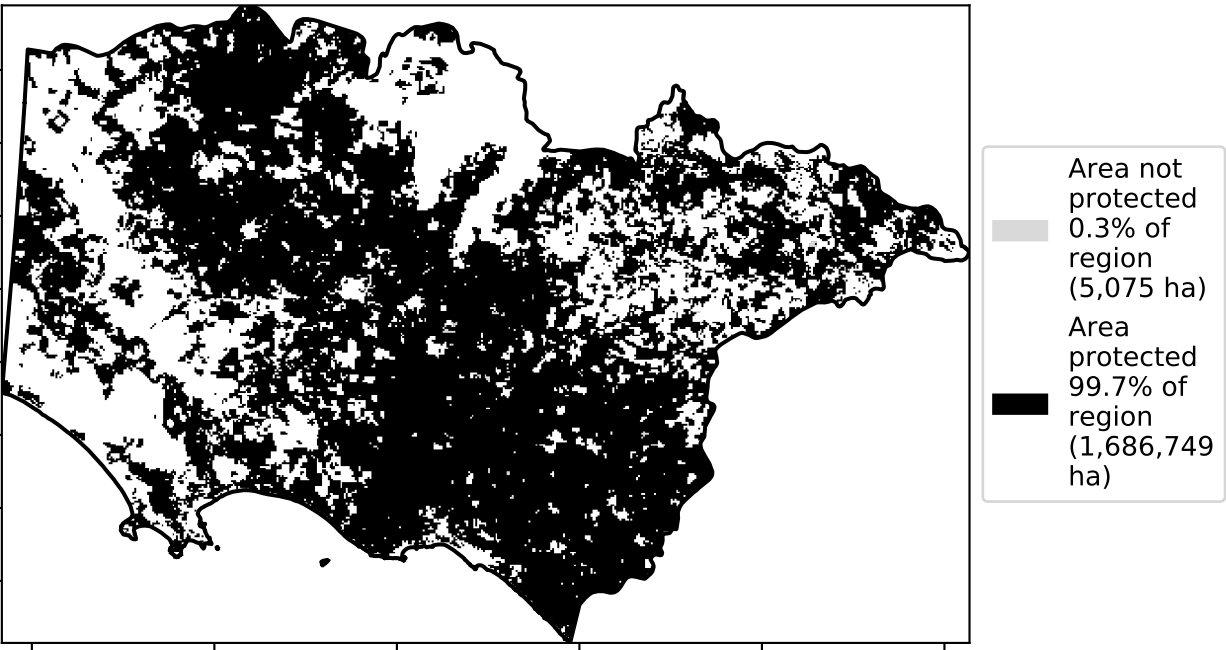 Area not
protected
0.3% of
region
(5,075 ha)
Area
protected
99.7% of
region
(1,686,749
ha)